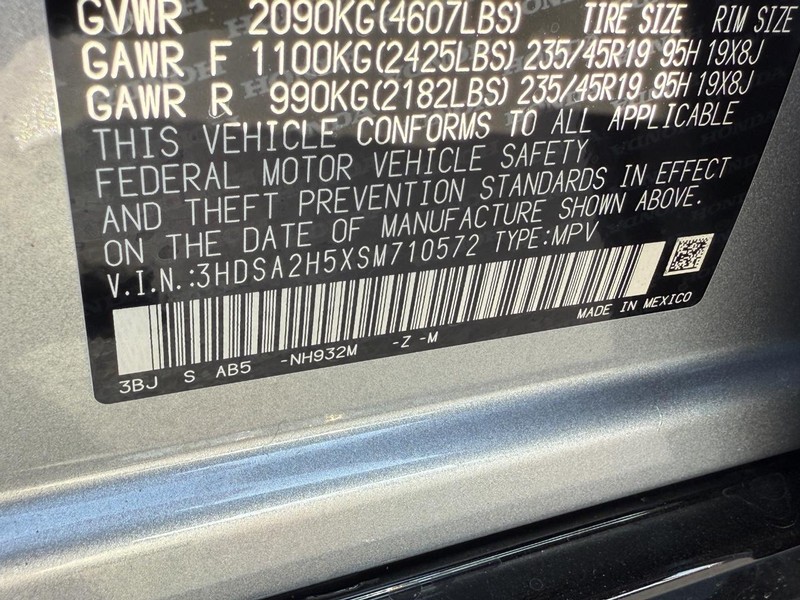 GVWR 2090KG(4607LBS) TIRE SIZE RIM SIZE
GAWR F 1100KG(2425LBS) 235/45R19 95H 19X8J
GAWR R 990KG(2182LBS) 235/45R19 95H 19X8J
THIS VEHICLE CONFORMS TO ALL APPLICABLE
FEDERAL MOTOR VEHICLE SAFETY
AND THEFT PREVENTION STANDARDS IN EFFECT
ON THE DATE OF MANUFACTURE SHOWN ABOVE.
V.I.N.:3HDSA2H5XSM710572 TYPE:MPV
MADE IN MEXICO
3BJ S AB5 -NH932M -Z -M